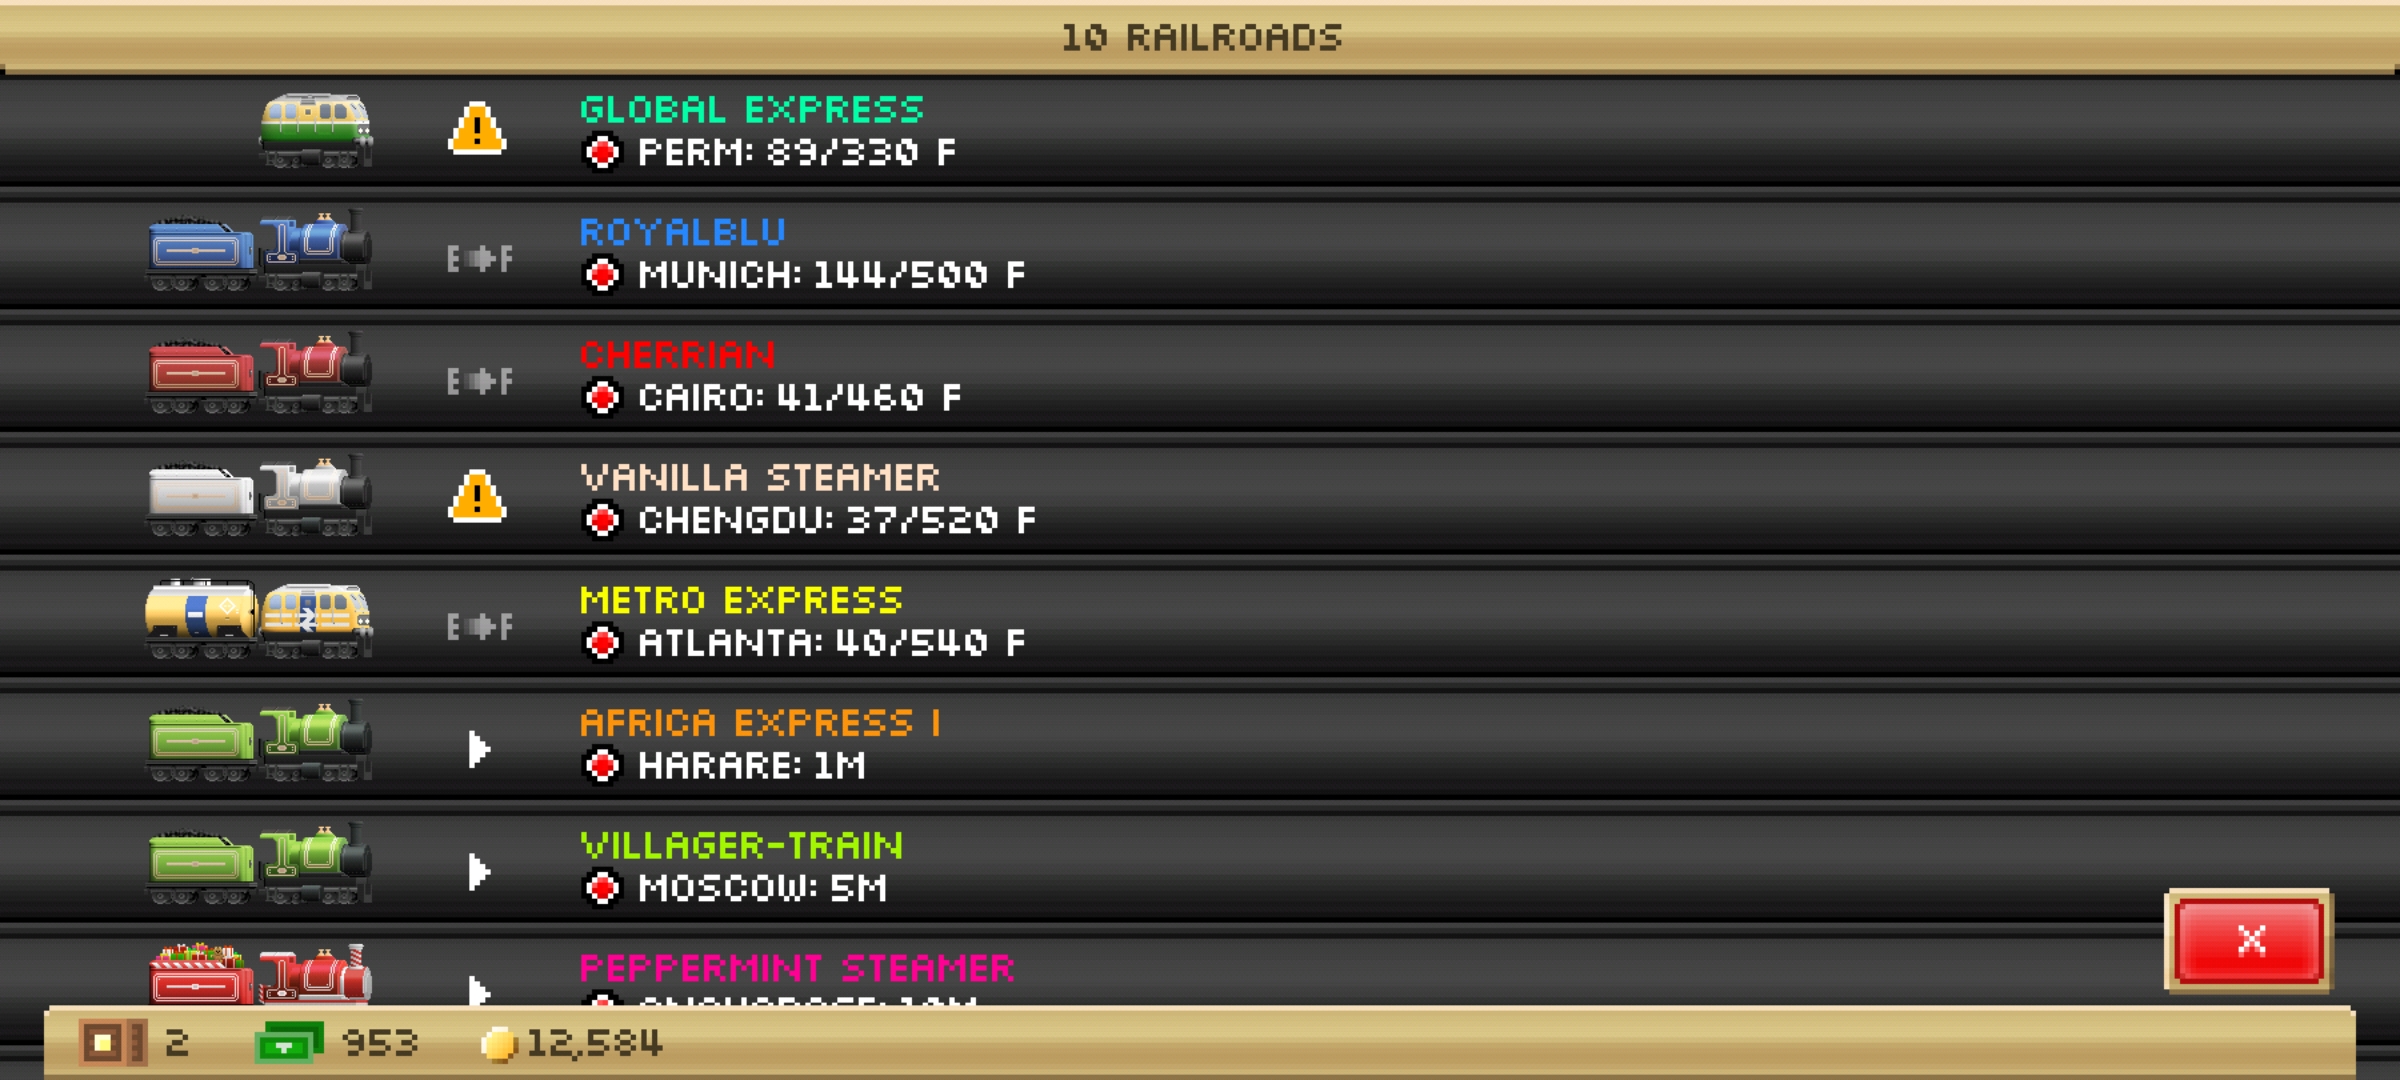 10 RAILROADS
GLOBAL EXPRESS
PERM: 89/330 F
E F
ROYALBLU
MUNICH: 144/500 F
E F
CHERRIAN
CAIRO: 41/460 F
VANILLA STEAMER
CHENGDU: 37/520 F
E F
METRO EXPRESS
ATLANTA: 40/540 F
AFRICA EXPRESS I
HARARE: 1M
VILLAGER-TRAIN
MOSCOW: 5M
X
PEPPERMINT STEAMER
2 953 12,584